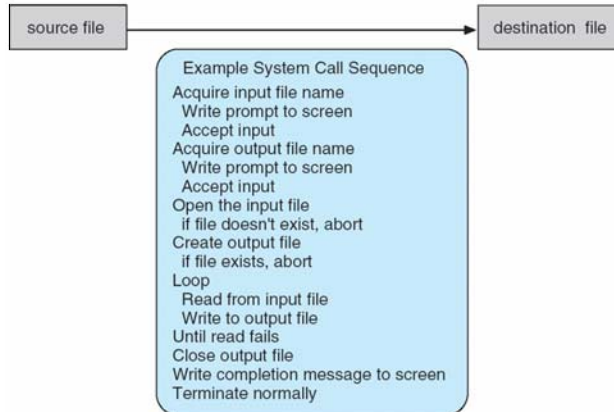 source file
destination file
Example System Call Sequence
Acquire input file name
Write prompt to screen
Accept input
Acquire output file name
Write prompt to screen
Accept input
Open the input file
if file doesn't exist, abort
Create output file
if file exists, abort
Loop
Read from input file
Write to output file
Until read fails
Close output file
Write completion message to screen
Terminate normally